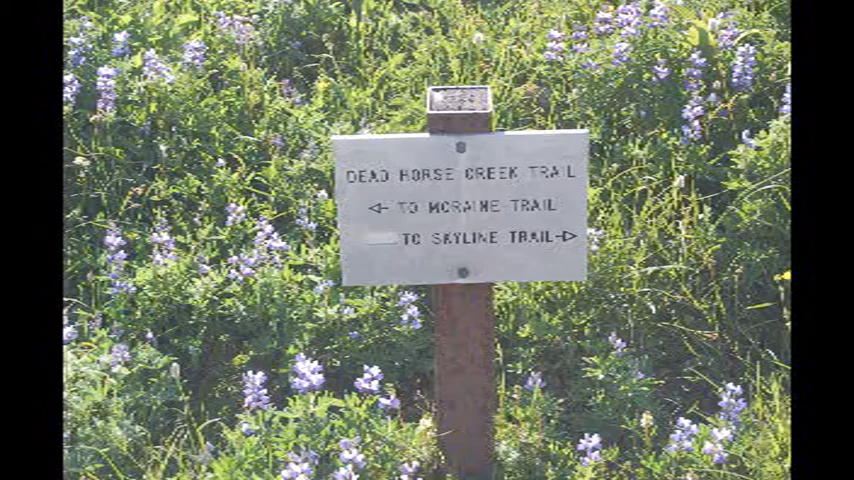 DEAD HORSE CREEK TRAIL
TO MORAINE TRAIL
TO SKYLINE TRAIL